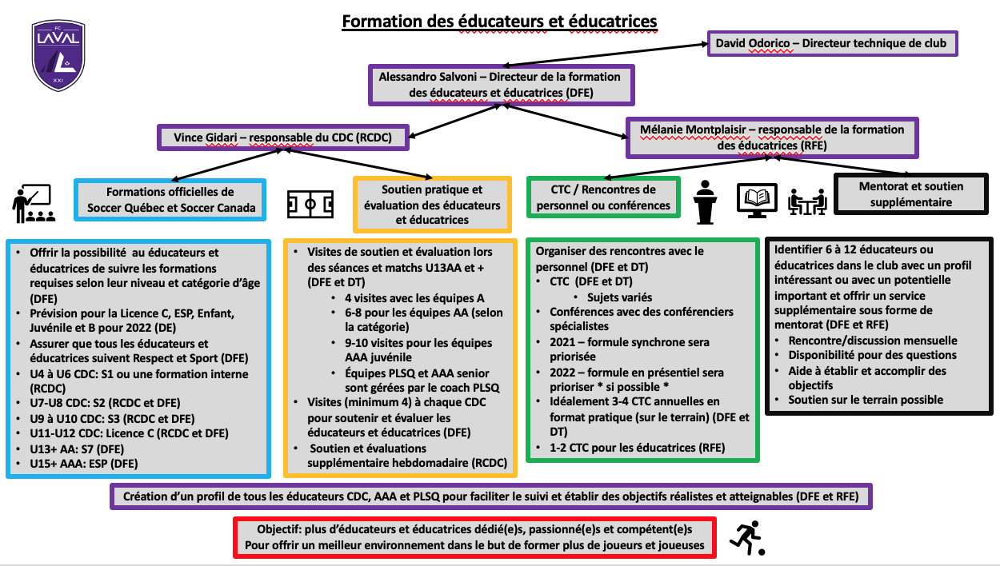 Formation des éducateurs et éducatrices
FC
LAVAL
XXI
David Odorico – Directeur technique de club
Alessandro Salvoni – Directeur de la formation
des éducateurs et éducatrices (DFE)
Vince Gidari – responsable du CDC (RCDC)
Mélanie Montplaisir – responsable de la formation
des éducatrices (RFE)
Formations officielles de
Soccer Québec et Soccer Canada
Soutien pratique et
évaluation des éducateurs
et éducatrices
CTC / Rencontres de
personnel ou conférences
Mentorat et soutien
supplémentaire
• Offrir la possibilité au éducateurs et
éducatrices de suivre les formations
requises selon leur niveau et catégorie d’âge
(DFE)
• Prévision pour la Licence C, ESP, Enfant,
Juvénile et B pour 2022 (DE)
• Assurer que tous les éducateurs et
éducatrices suivent Respect et Sport (DFE)
• U4 à U6 CDC: S1 ou une formation interne
(RCDC)
• U7-U8 CDC: S2 (RCDC et DFE)
• U9 à U10 CDC: S3 (RCDC et DFE)
• U11-U12 CDC: Licence C (RCDC et DFE)
• U13+ AA: S7 (DFE)
• U15+ AAA: ESP (DFE)
• Visites de soutien et évaluation lors
des séances et matchs U13AA et +
(DFE et DT)
• 4 visites avec les équipes A
• 6-8 pour les équipes AA (selon
la catégorie)
• 9-10 visites pour les équipes
AAA juvénile
• Équipes PLSQ et AAA senior
sont gérées par le coach PLSQ
• Visites (minimum 4) à chaque CDC
pour soutenir et évaluer les
éducateurs et éducatrices (DFE)
• Soutien et évaluations
supplémentaire hebdomadaire (RCDC)
Organiser des rencontres avec le
personnel (DFE et DT)
• CTC (DFE et DT)
• Sujets variés
• Conférences avec des conférenciers
spécialistes
• 2021 – formule synchrone sera
priorisée
• 2022 – formule en présentiel sera
prioriser * si possible *
• Idéalement 3-4 CTC annuelles en
format pratique (sur le terrain) (DFE et
DT)
• 1-2 CTC pour les éducatrices (RFE)
Identifier 6 à 12 éducateurs ou
éducatrices dans le club avec un profil
intéressant ou avec un potentielle
important et offrir un service
supplémentaire sous forme de
mentorat (DFE et RFE)
• Rencontre/discussion mensuelle
• Disponibilité pour des questions
• Aide à établir et accomplir des
objectifs
• Soutien sur le terrain possible
Création d’un profil de tous les éducateurs CDC, AAA et PLSQ pour faciliter le suivi et établir des objectifs réalistes et atteignables (DFE et RFE)
Objectif: plus d’éducateurs et éducatrices dédié(e)s, passionné(e)s et compétent(e)s
Pour offrir un meilleur environnement dans le but de former plus de joueurs et joueuses